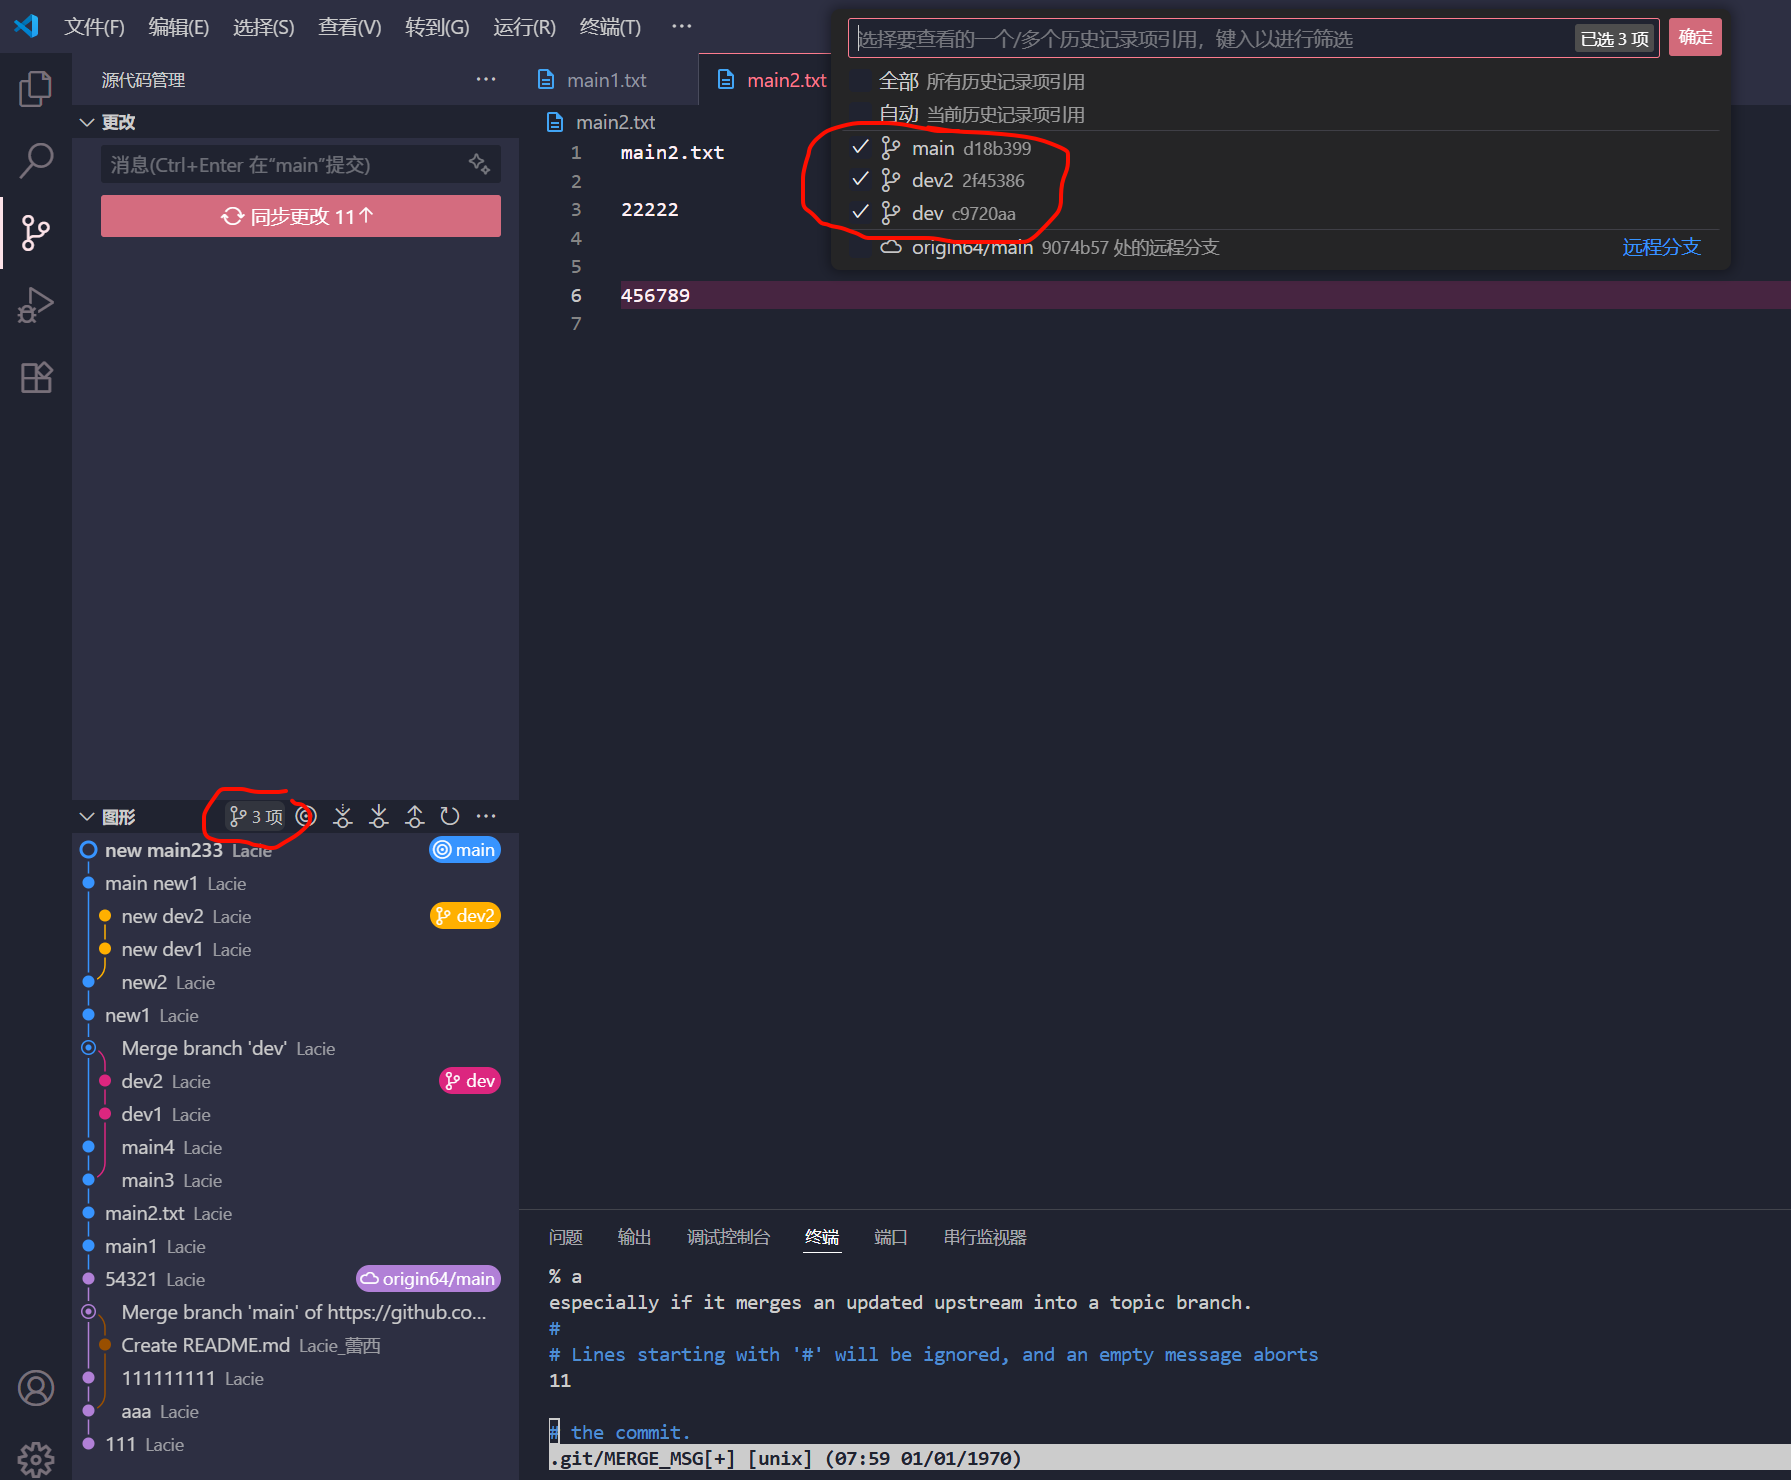 文件(F) 编辑(E) 选择(S) 查看(V) 转到(G) 运行(R) 终端(T) ···
选择要查看的一个/多个历史记录项引用，键入以进行筛选 已选 3 项 确定
全部 所有历史记录项引用
自动 当前历史记录项引用
main d18b399
dev2 2f45386
dev c9720aa
origin64/main 9074b57 处的远程分支 远程分支
源代码管理 ···
main1.txt main2.txt
更改
消息(Ctrl+Enter 在“main”提交)
同步更改 11↑
main2.txt
1 main2.txt
2
3 22222
4
5
6 456789
7
图形 3 项 ···
new main233 Lacie main
main new1 Lacie
new dev2 Lacie dev2
new dev1 Lacie
new2 Lacie
new1 Lacie
Merge branch 'dev' Lacie
dev2 Lacie dev
dev1 Lacie
main4 Lacie
main3 Lacie
main2.txt Lacie
main1 Lacie
54321 Lacie origin64/main
Merge branch 'main' of https://github.co...
Create README.md Lacie_蕾西
111111111 Lacie
aaa Lacie
111 Lacie
问题 输出 调试控制台 终端 端口 串行监视器
% a
especially if it merges an updated upstream into a topic branch.
#
# Lines starting with '#' will be ignored, and an empty message aborts
11
# the commit.
.git/MERGE_MSG[+] [unix] (07:59 01/01/1970)